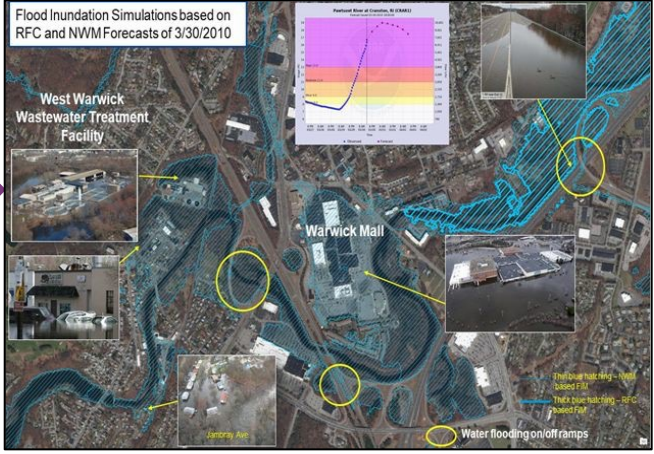 Flood Inundation Simulations based on
RFC and NWM Forecasts of 3/30/2010
Pawtuxet River at Cranston, RI (CRAR1)
West Warwick
Wastewater Treatment
Facility
Warwick Mall
Jambray Ave
Thin blue hatching – NWM
based FIM
Thick blue hatching – RFC
based FIM
Water flooding on/off ramps